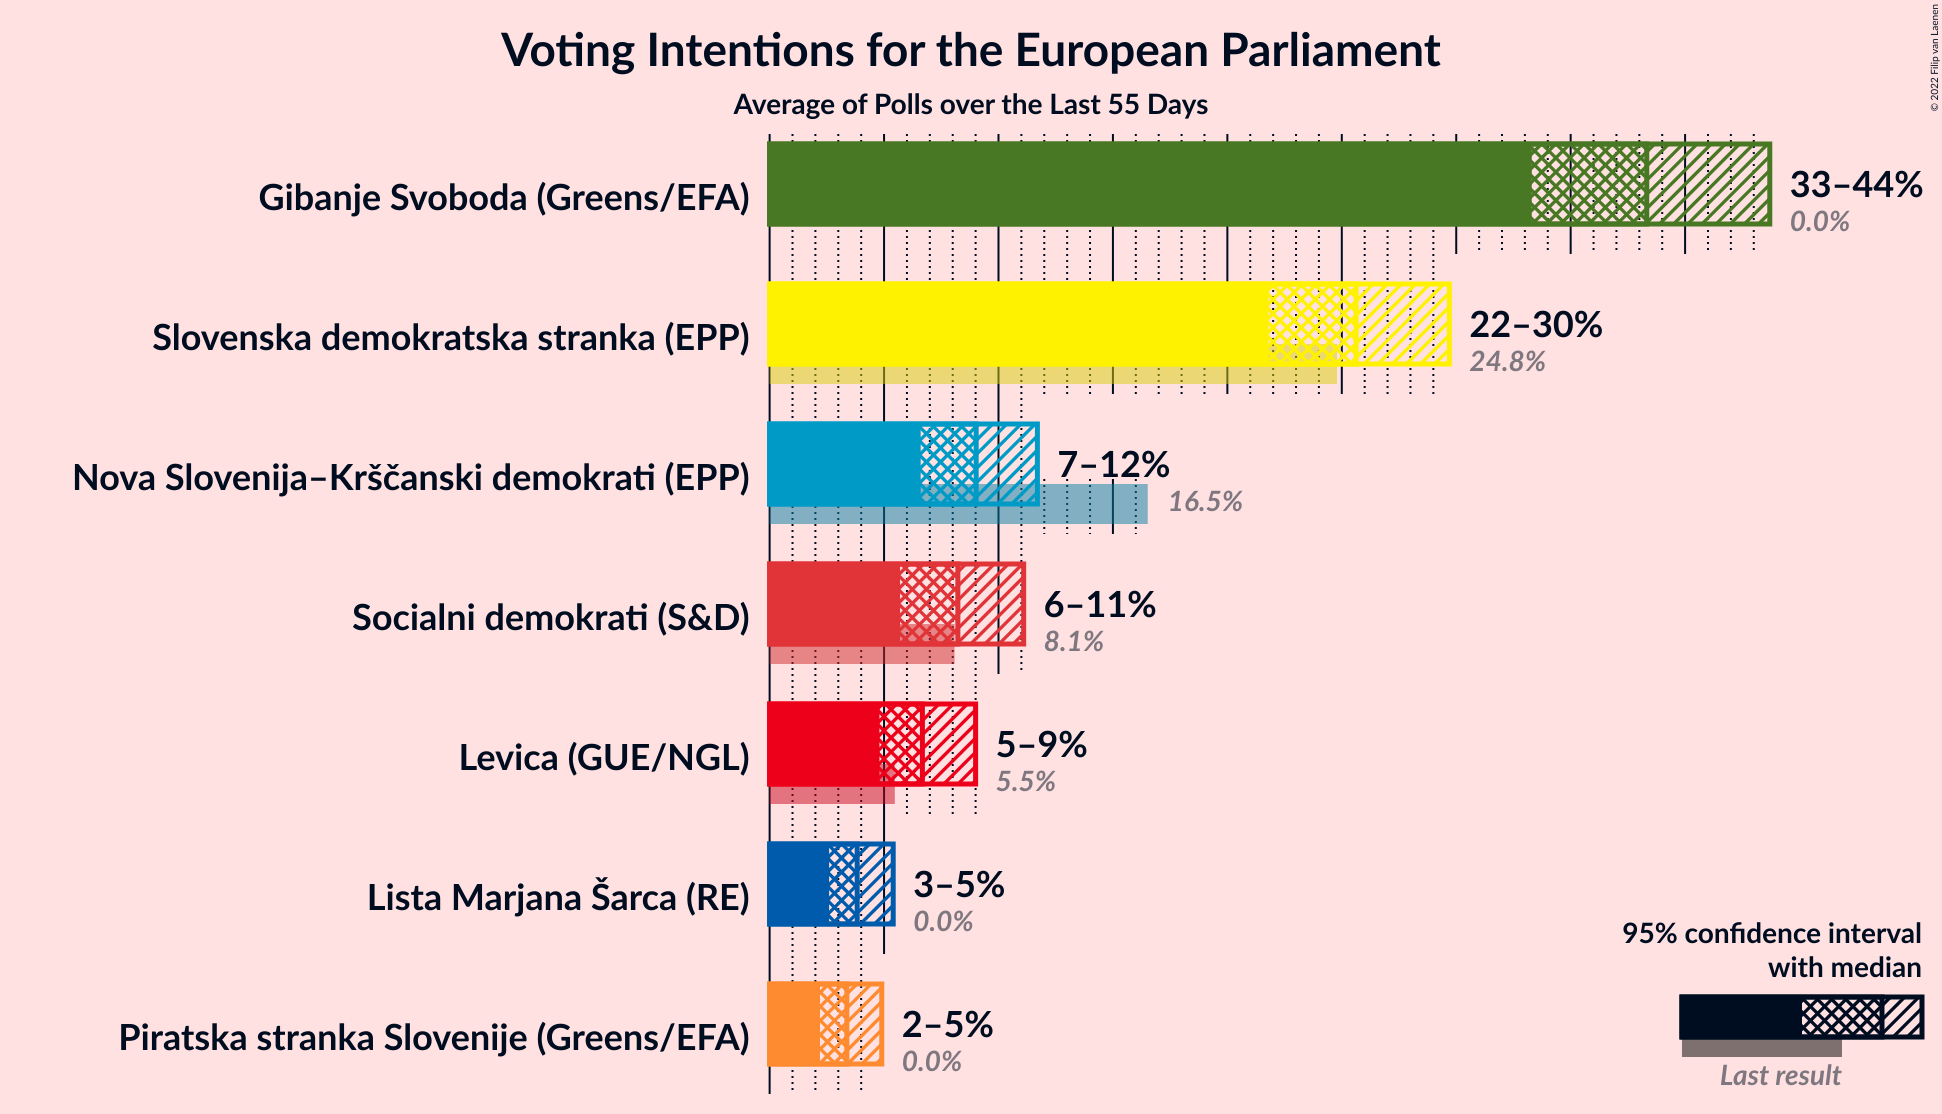 Voting Intentions for the European Parliament
Average of Polls over the Last 55 Days
© 2022 Filip van Laenen
Gibanje Svoboda (Greens/EFA)
33–44%
0.0%
Slovenska demokratska stranka (EPP)
22–30%
24.8%
Nova Slovenija–Krščanski demokrati (EPP)
7–12%
16.5%
Socialni demokrati (S&D)
6–11%
8.1%
Levica (GUE/NGL)
5–9%
5.5%
Lista Marjana Šarca (RE)
3–5%
0.0%
Piratska stranka Slovenije (Greens/EFA)
2–5%
0.0%
95% confidence interval
with median
Last result